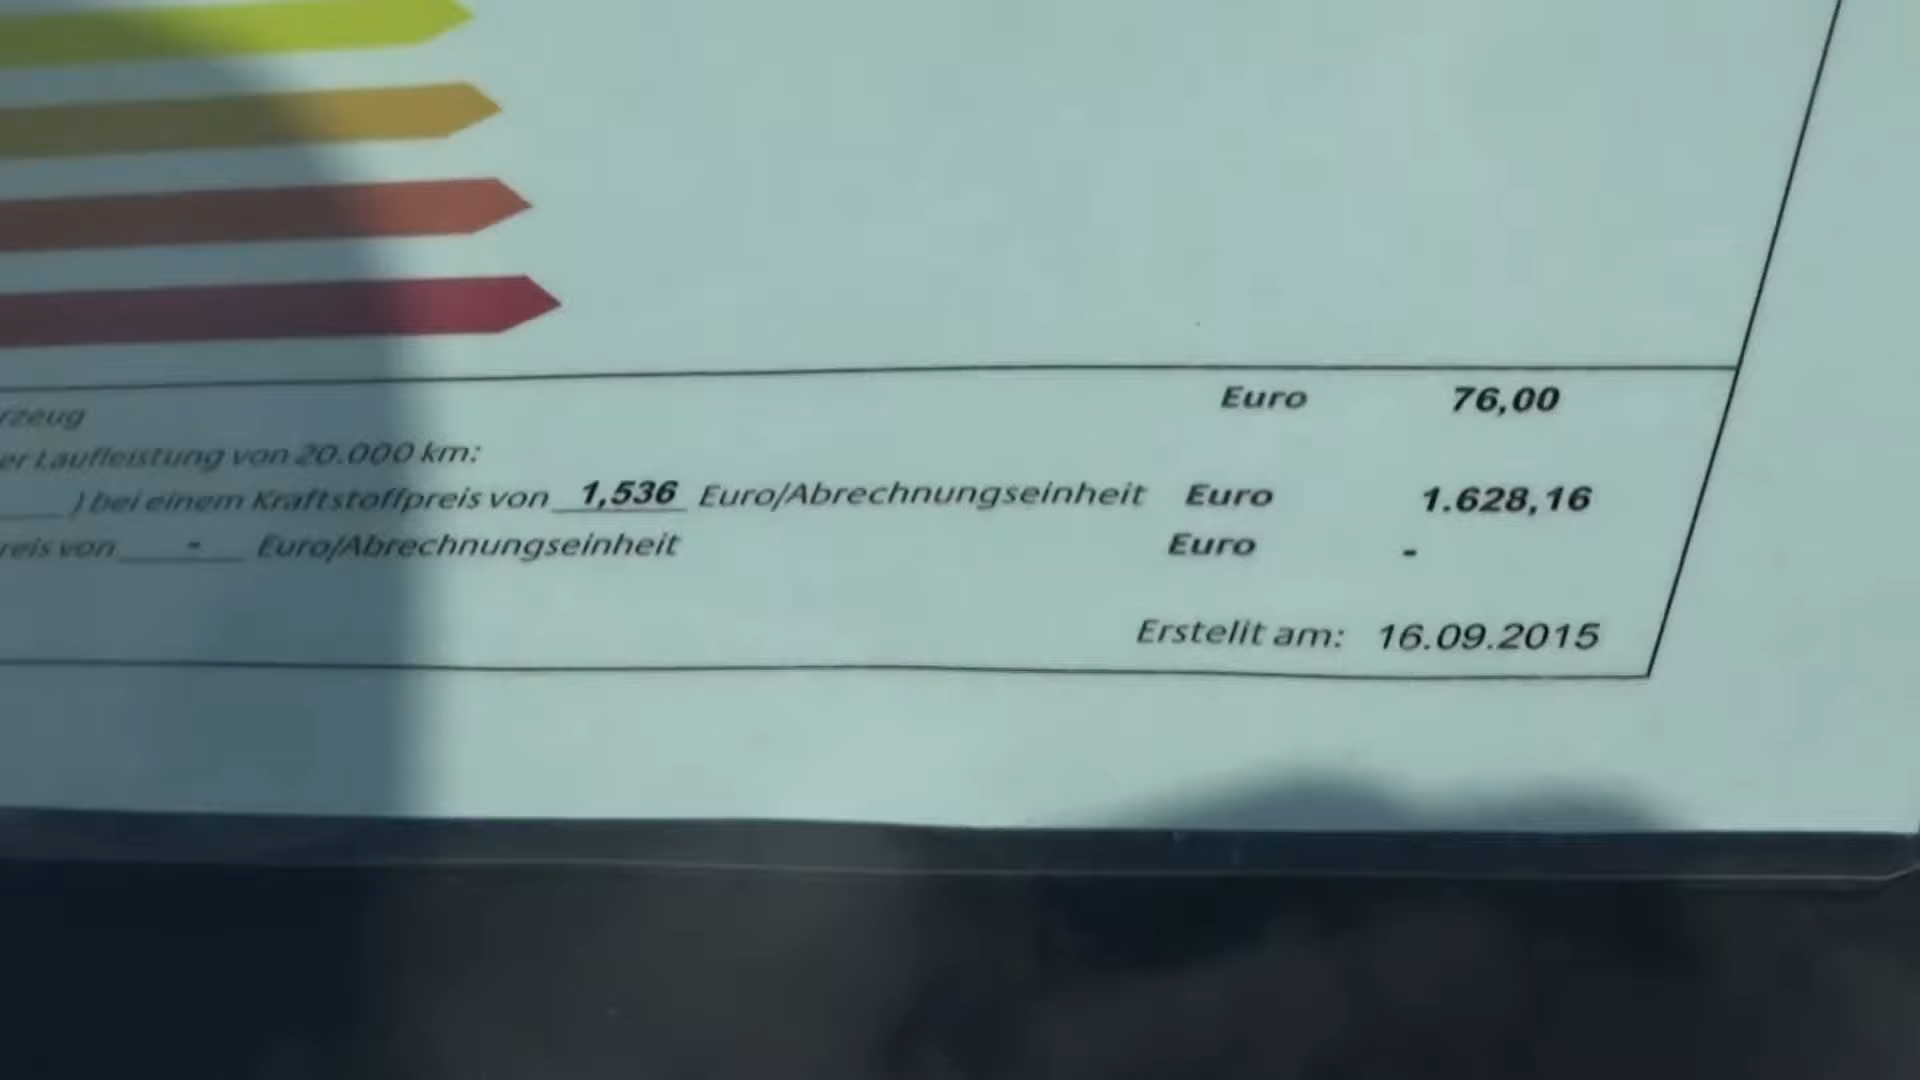 rzeug Euro 76,00
er Laufleistung von 20.000 km:
) bei einem Kraftstoffpreis von 1,536 Euro/Abrechnungseinheit Euro 1.628,16
reis von - Euro/Abrechnungseinheit Euro -
Erstellt am: 16.09.2015